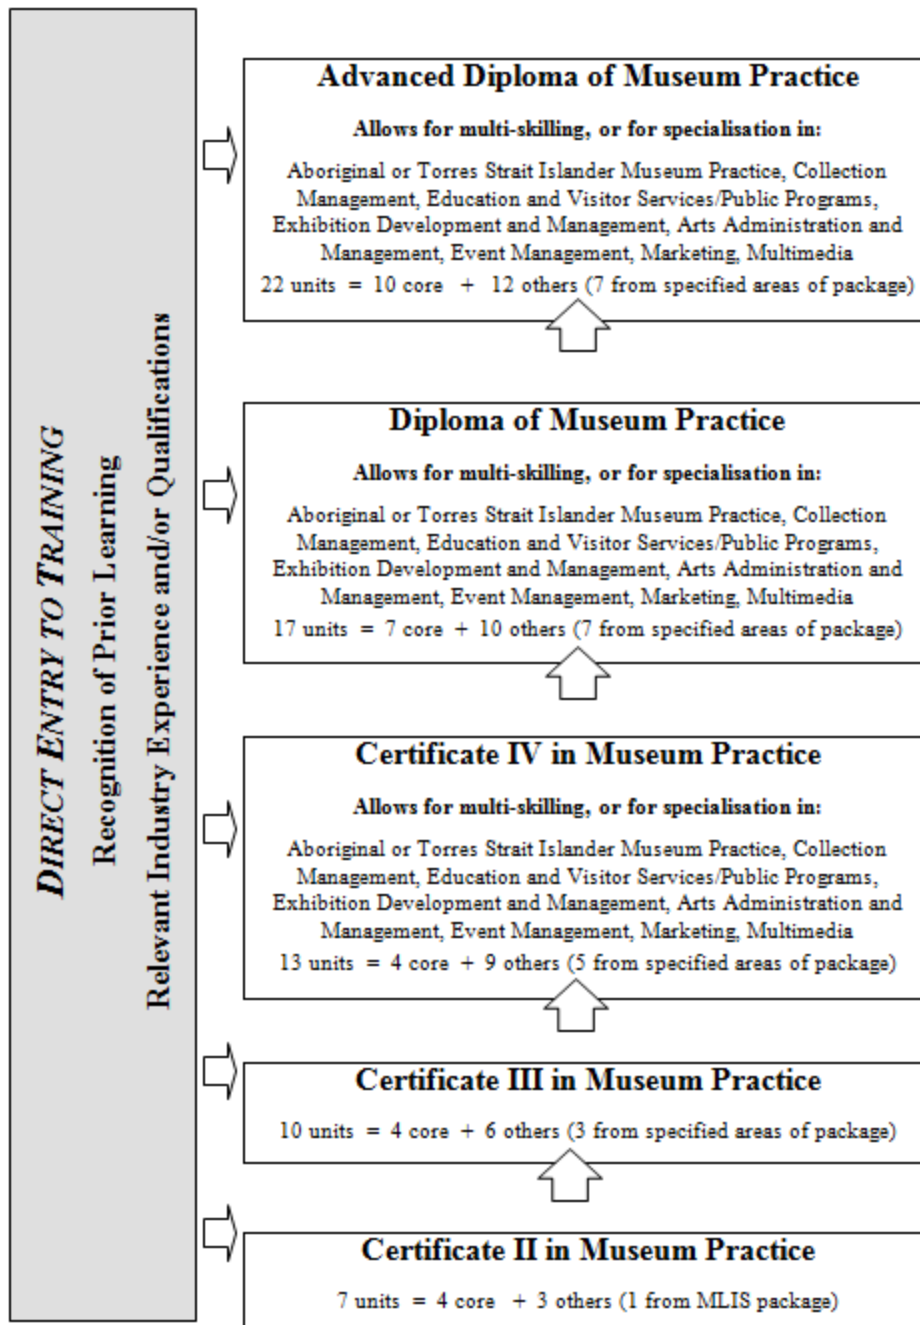 DIRECT ENTRY TO TRAINING
Recognition of Prior Learning
Relevant Industry Experience and/or Qualifications
Advanced Diploma of Museum Practice
Allows for multi-skilling, or for specialisation in:
Aboriginal or Torres Strait Islander Museum Practice, Collection
Management, Education and Visitor Services/Public Programs,
Exhibition Development and Management, Arts Administration and
Management, Event Management, Marketing, Multimedia
22 units = 10 core + 12 others (7 from specified areas of package)
Diploma of Museum Practice
Allows for multi-skilling, or for specialisation in:
Aboriginal or Torres Strait Islander Museum Practice, Collection
Management, Education and Visitor Services/Public Programs,
Exhibition Development and Management, Arts Administration and
Management, Event Management, Marketing, Multimedia
17 units = 7 core + 10 others (7 from specified areas of package)
Certificate IV in Museum Practice
Allows for multi-skilling, or for specialisation in:
Aboriginal or Torres Strait Islander Museum Practice, Collection
Management, Education and Visitor Services/Public Programs,
Exhibition Development and Management, Arts Administration and
Management, Event Management, Marketing, Multimedia
13 units = 4 core + 9 others (5 from specified areas of package)
Certificate III in Museum Practice
10 units = 4 core + 6 others (3 from specified areas of package)
Certificate II in Museum Practice
7 units = 4 core + 3 others (1 from MLIS package)